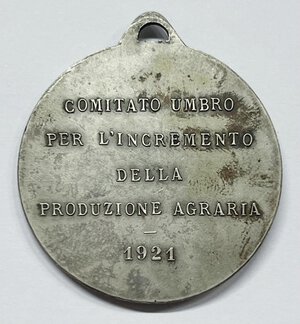 COMITATO UMBRO
PER L'INCREMENTO
DELLA
PRODUZIONE AGRARIA
—
1921